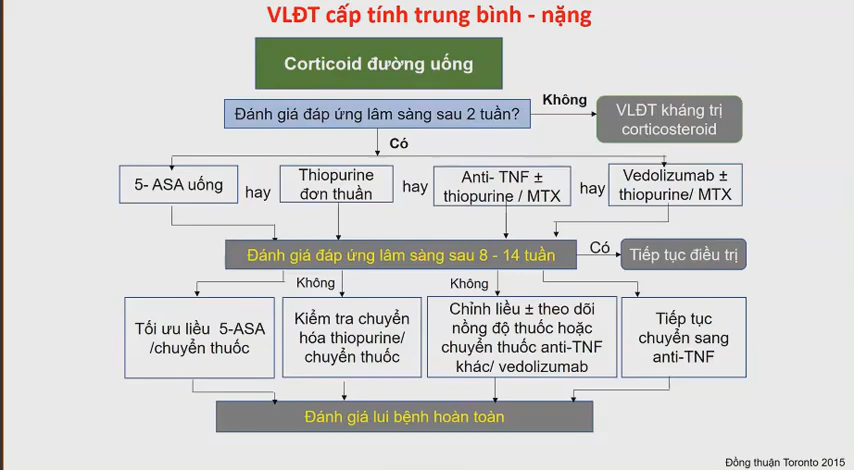 VLĐT cấp tính trung bình - nặng
Corticoid đường uống
Đánh giá đáp ứng lâm sàng sau 2 tuần?
Không
VLĐT kháng trị
corticosteroid
Có
5- ASA uống
hay
Thiopurine
đơn thuần
hay
Anti- TNF ±
thiopurine / MTX
hay
Vedolizumab ±
thiopurine/ MTX
Đánh giá đáp ứng lâm sàng sau 8 - 14 tuần
Có
Tiếp tục điều trị
Không
Không
Tối ưu liều 5-ASA
/chuyển thuốc
Kiểm tra chuyển
hóa thiopurine/
chuyển thuốc
Chỉnh liều ± theo dõi
nồng độ thuốc hoặc
chuyển thuốc anti-TNF
khác/ vedolizumab
Tiếp tục
chuyển sang
anti-TNF
Đánh giá lui bệnh hoàn toàn
Đồng thuận Toronto 2015